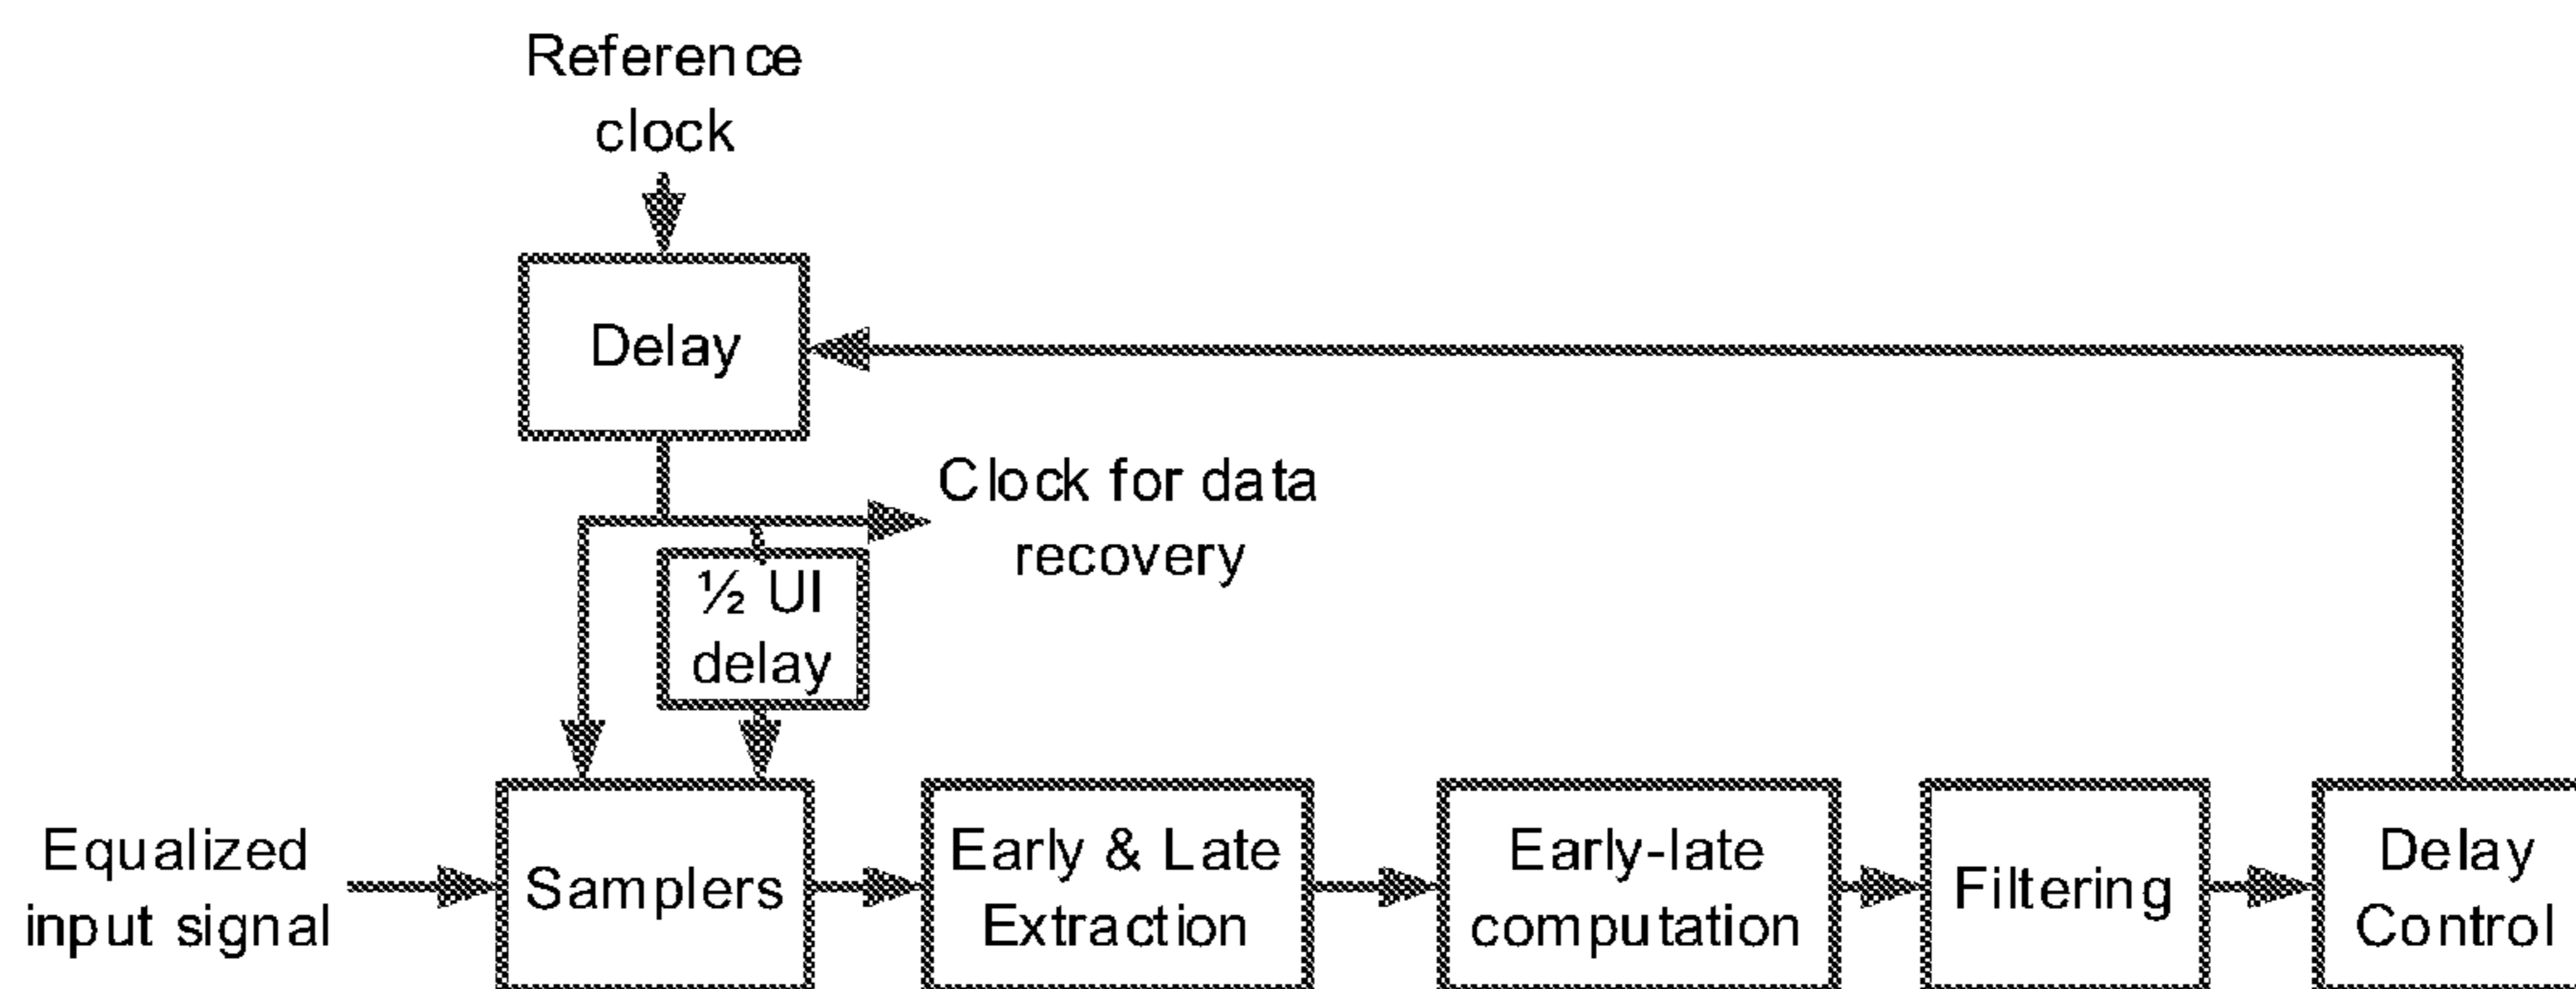 Reference
clock
Delay
Clock for data
recovery
½ UI
delay
Equalized
input signal
Samplers
Early & Late
Extraction
Early-late
computation
Filtering
Delay
Control